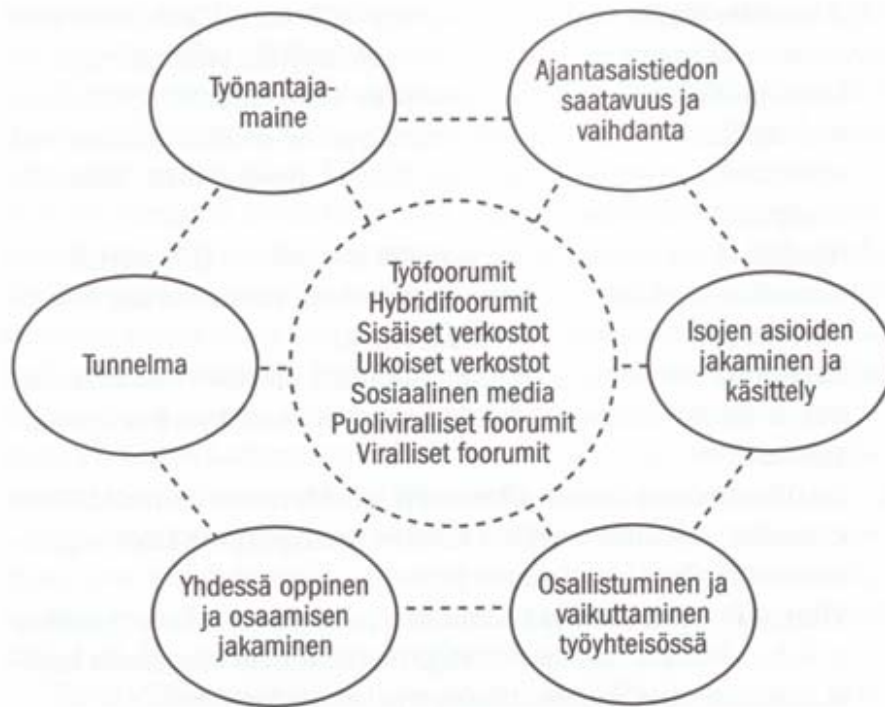 Työnantaja-
maine
Ajantasaistiedon
saatavuus ja
vaihdanta
Työfoorumit
Hybridifoorumit
Sisäiset verkostot
Ulkoiset verkostot
Sosiaalinen media
Puoliviralliset foorumit
Viralliset foorumit
Tunnelma
Isojen asioiden
jakaminen ja
käsittely
Yhdessä oppinen
ja osaamisen
jakaminen
Osallistuminen ja
vaikuttaminen
työyhteisössä